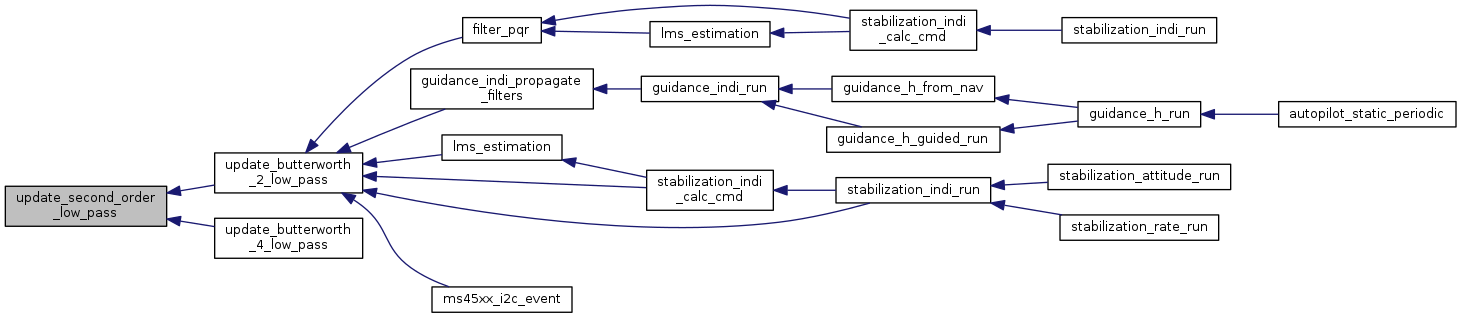 filter_pqr
lms_estimation
stabilization_indi
_calc_cmd
stabilization_indi_run
guidance_indi_propagate
_filters
guidance_indi_run
guidance_h_from_nav
guidance_h_guided_run
guidance_h_run
autopilot_static_periodic
lms_estimation
update_butterworth
_2_low_pass
stabilization_indi
_calc_cmd
stabilization_indi_run
stabilization_attitude_run
stabilization_rate_run
update_second_order
_low_pass
update_butterworth
_4_low_pass
ms45xx_i2c_event